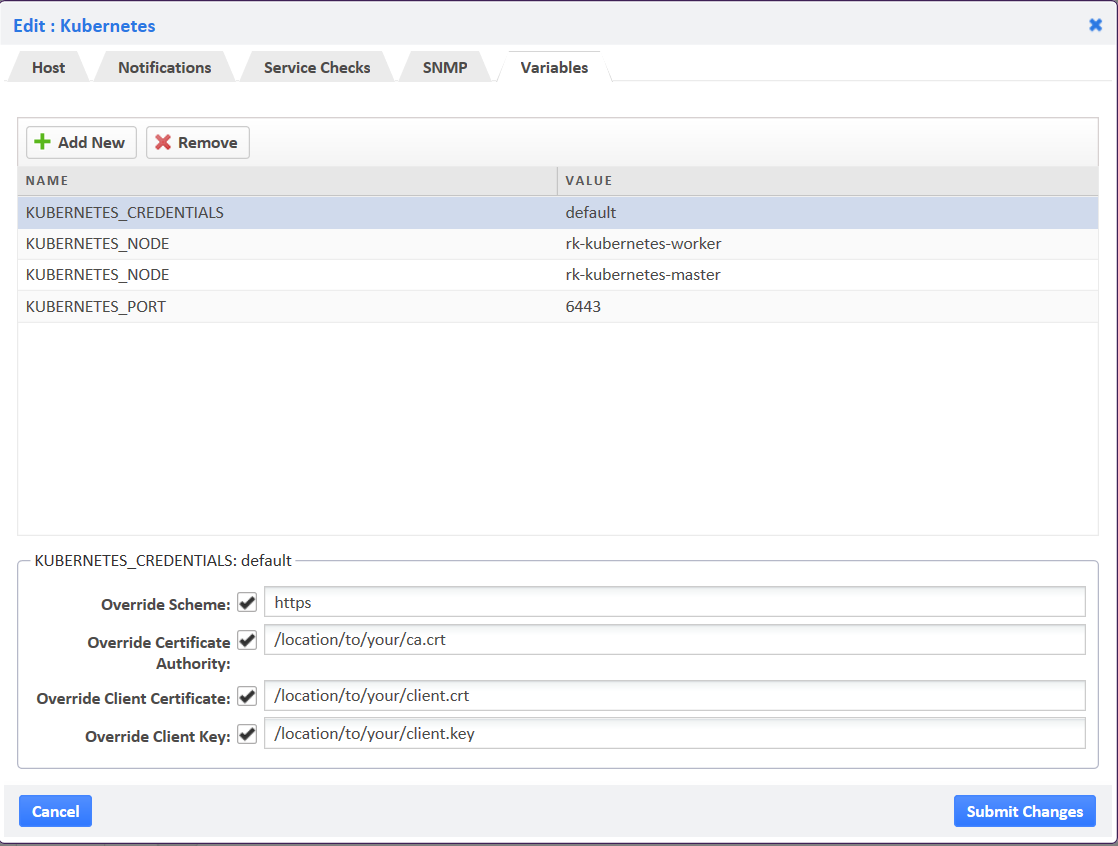 Edit : Kubernetes
Host Notifications Service Checks SNMP Variables
Add New Remove
NAME VALUE
KUBERNETES_CREDENTIALS default
KUBERNETES_NODE rk-kubernetes-worker
KUBERNETES_NODE rk-kubernetes-master
KUBERNETES_PORT 6443
KUBERNETES_CREDENTIALS: default
Override Scheme: https
Override Certificate /location/to/your/ca.crt
Authority:
Override Client Certificate: /location/to/your/client.crt
Override Client Key: /location/to/your/client.key
Cancel Submit Changes